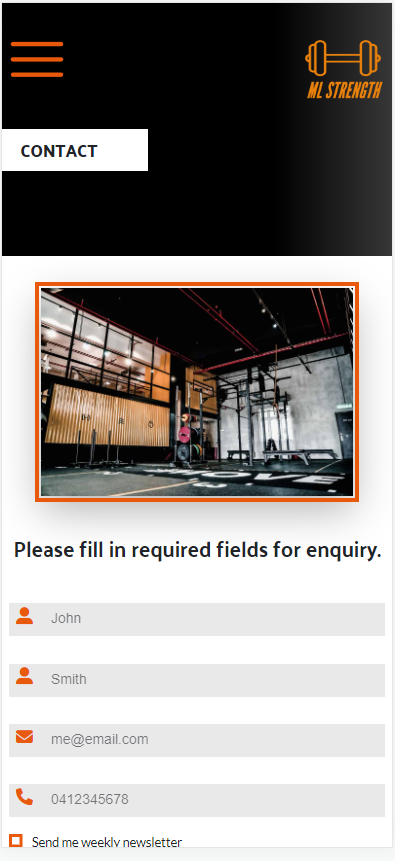 ML STRENGTH
CONTACT
MOVE
Please fill in required fields for enquiry.
John
Smith
me@email.com
0412345678
Send me weekly newsletter